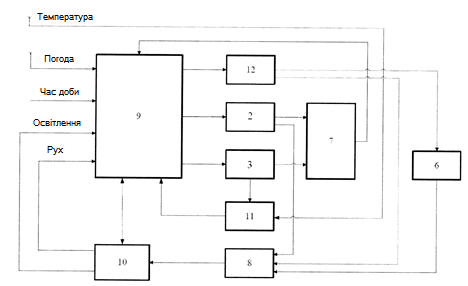 Температура
Погода
Час доби
Освітлення
Рух
9
12
2
3
7
6
11
10
8